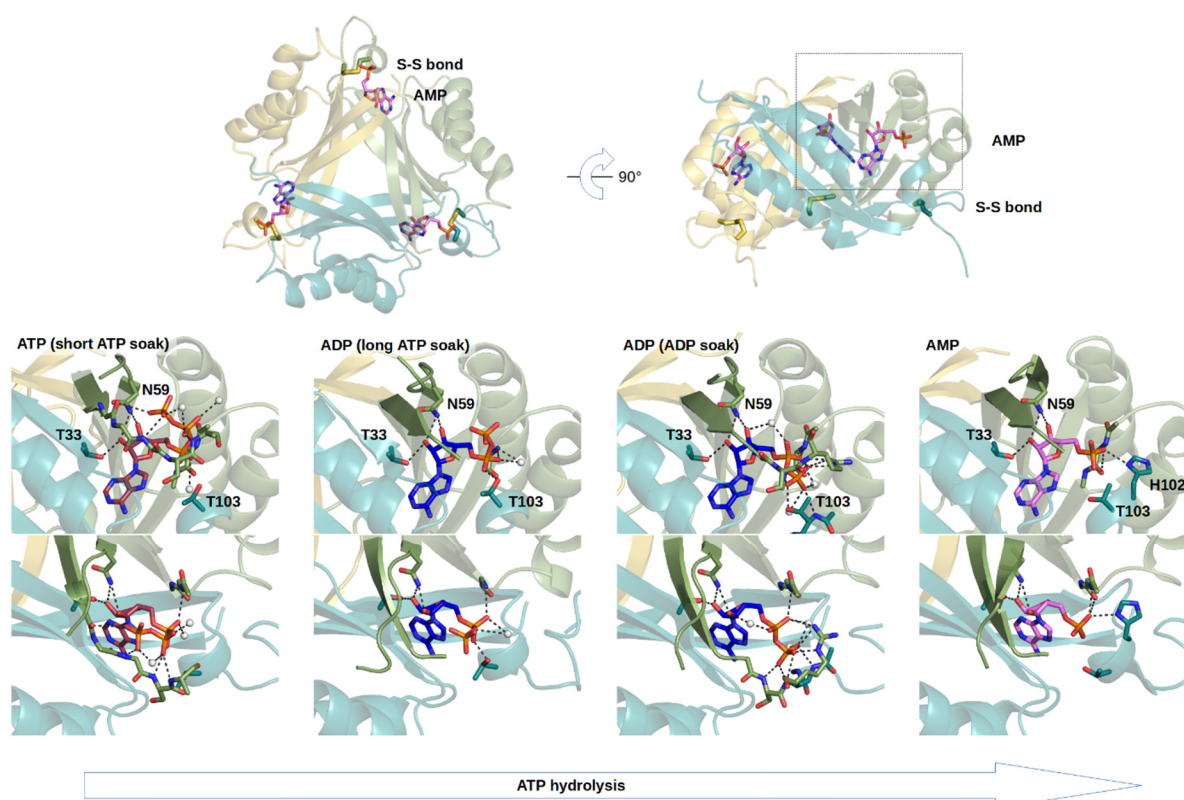 S-S bond
AMP
90°
AMP
S-S bond
ATP (short ATP soak)
N59
T33
T103
ADP (long ATP soak)
N59
T33
T103
ADP (ADP soak)
N59
T33
T103
AMP
N59
T33
H102
T103
ATP hydrolysis